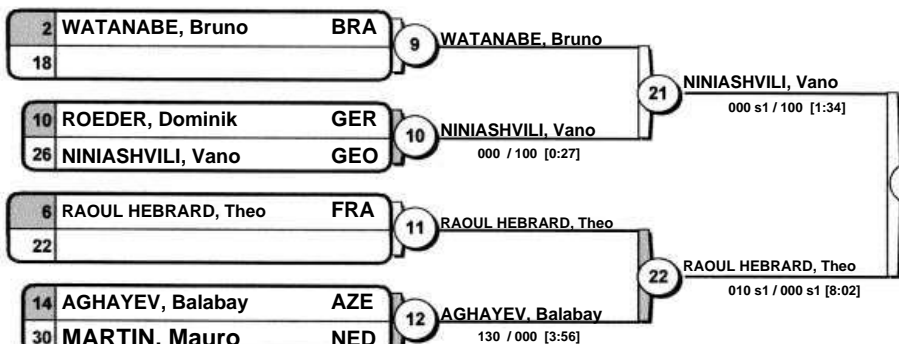 2 WATANABE, Bruno BRA
18
9
WATANABE, Bruno
10 ROEDER, Dominik GER
26 NINIASHVILI, Vano GEO
10
NINIASHVILI, Vano
000 / 100 [0:27]
21
NINIASHVILI, Vano
000 s1 / 100 [1:34]
6 RAOUL HEBRARD, Theo FRA
22
11
RAOUL HEBRARD, Theo
14 AGHAYEV, Balabay AZE
30 MARTIN, Mauro NED
12
AGHAYEV, Balabay
130 / 000 [3:56]
22
RAOUL HEBRARD, Theo
010 s1 / 000 s1 [8:02]